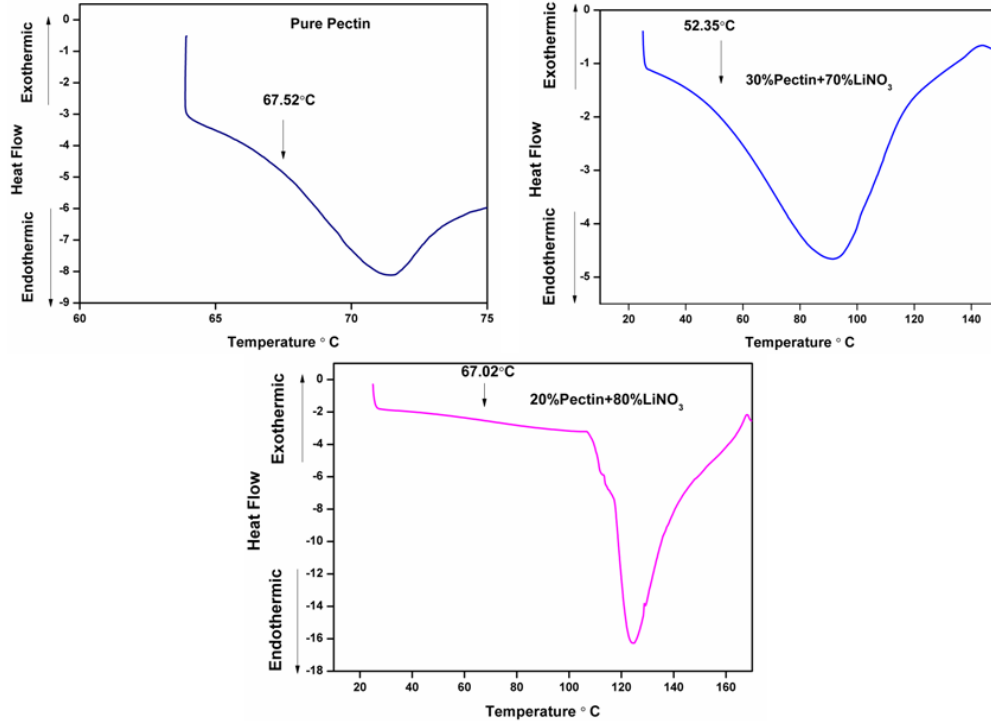 Pure Pectin
67.52°C
Exothermic
Heat Flow
Endothermic
0
-1
-2
-3
-4
-5
-6
-7
-8
-9
60
65
70
75
Temperature ° C
52.35°C
30%Pectin+70%LiNO3
Exothermic
Heat Flow
Endothermic
0
-1
-2
-3
-4
-5
20
40
60
80
100
120
140
Temperature ° C
67.02°C
20%Pectin+80%LiNO3
Exothermic
Heat Flow
Endothermic
0
-2
-4
-6
-8
-10
-12
-14
-16
-18
20
40
60
80
100
120
140
160
Temperature ° C